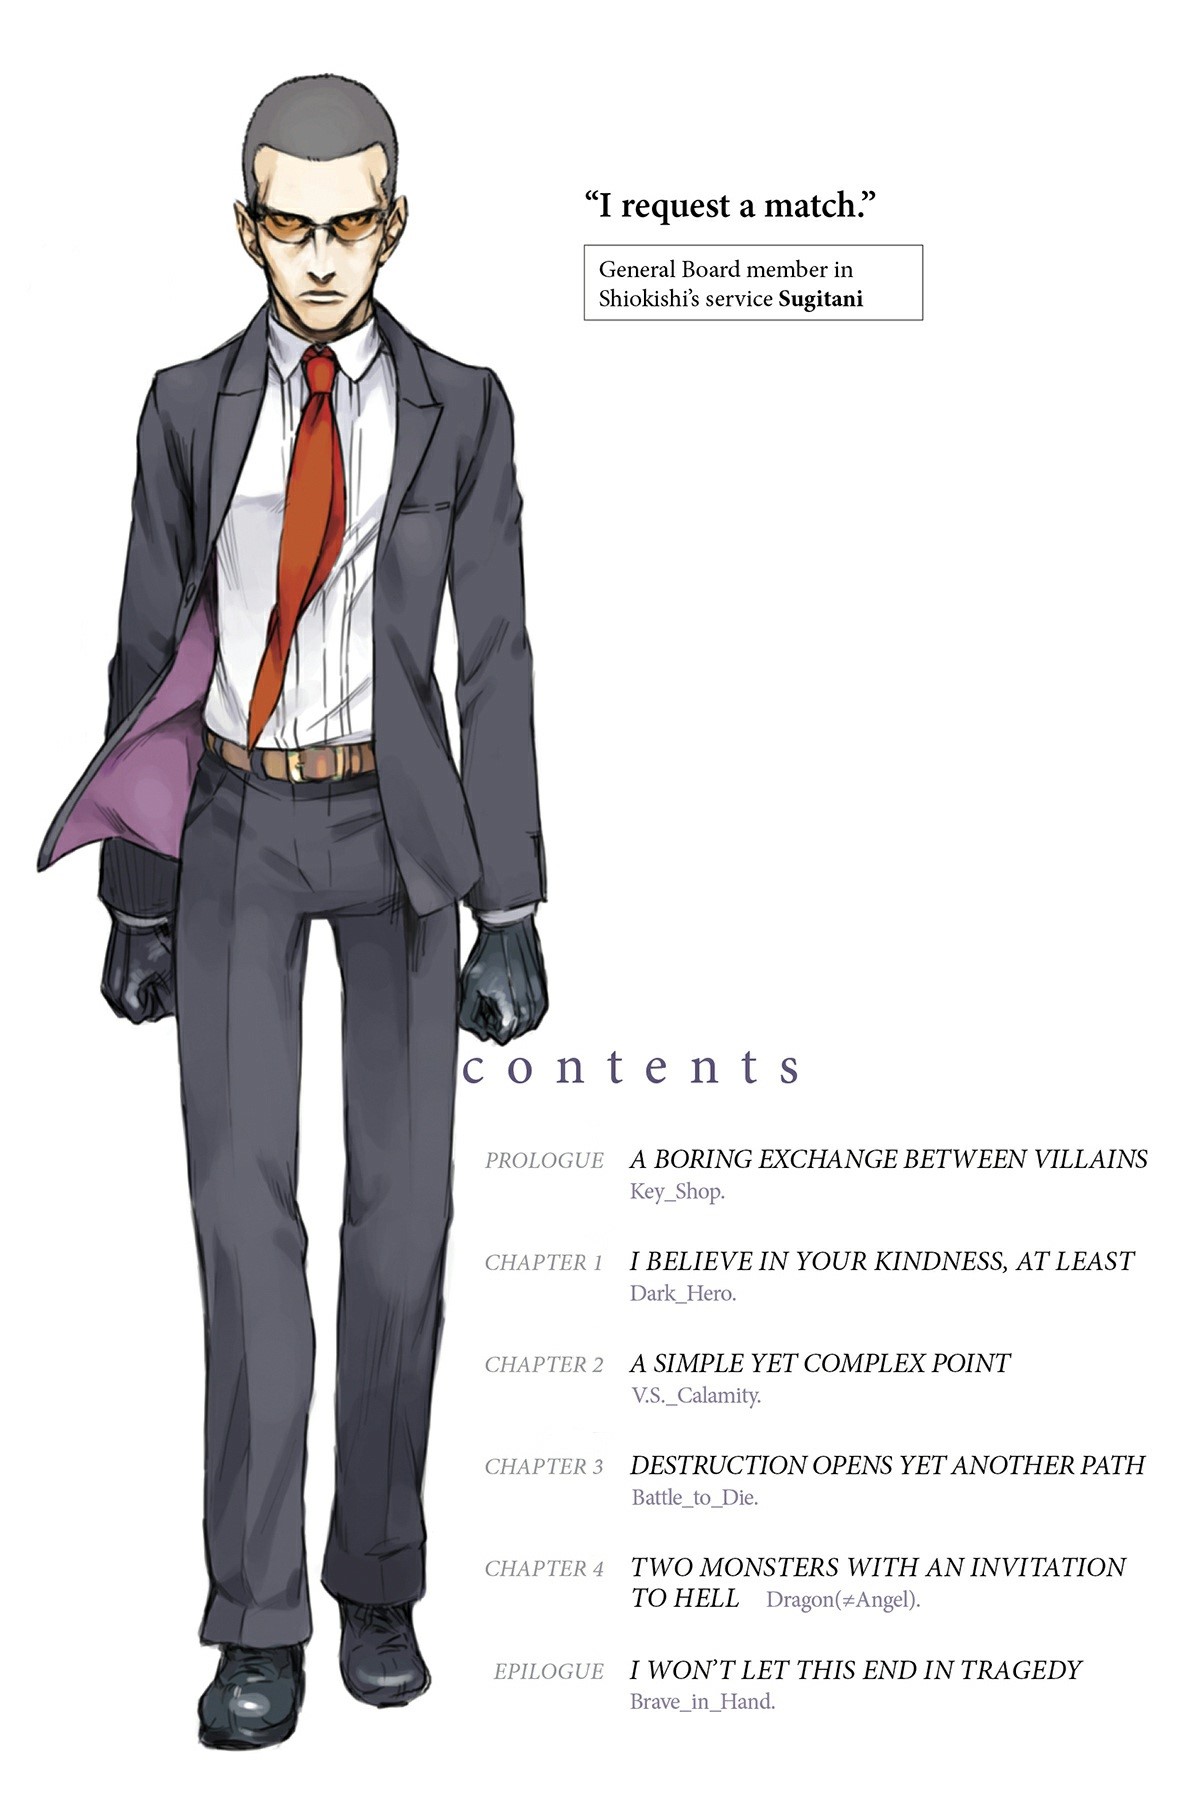 “I request a match.”
General Board member in
Shiokishi’s service Sugitani
contents
PROLOGUE A BORING EXCHANGE BETWEEN VILLAINS
Key_Shop.
CHAPTER 1 I BELIEVE IN YOUR KINDNESS, AT LEAST
Dark_Hero.
CHAPTER 2 A SIMPLE YET COMPLEX POINT
V.S._Calamity.
CHAPTER 3 DESTRUCTION OPENS YET ANOTHER PATH
Battle_to_Die.
CHAPTER 4 TWO MONSTERS WITH AN INVITATION
TO HELL Dragon(≠Angel).
EPILOGUE I WON’T LET THIS END IN TRAGEDY
Brave_in_Hand.